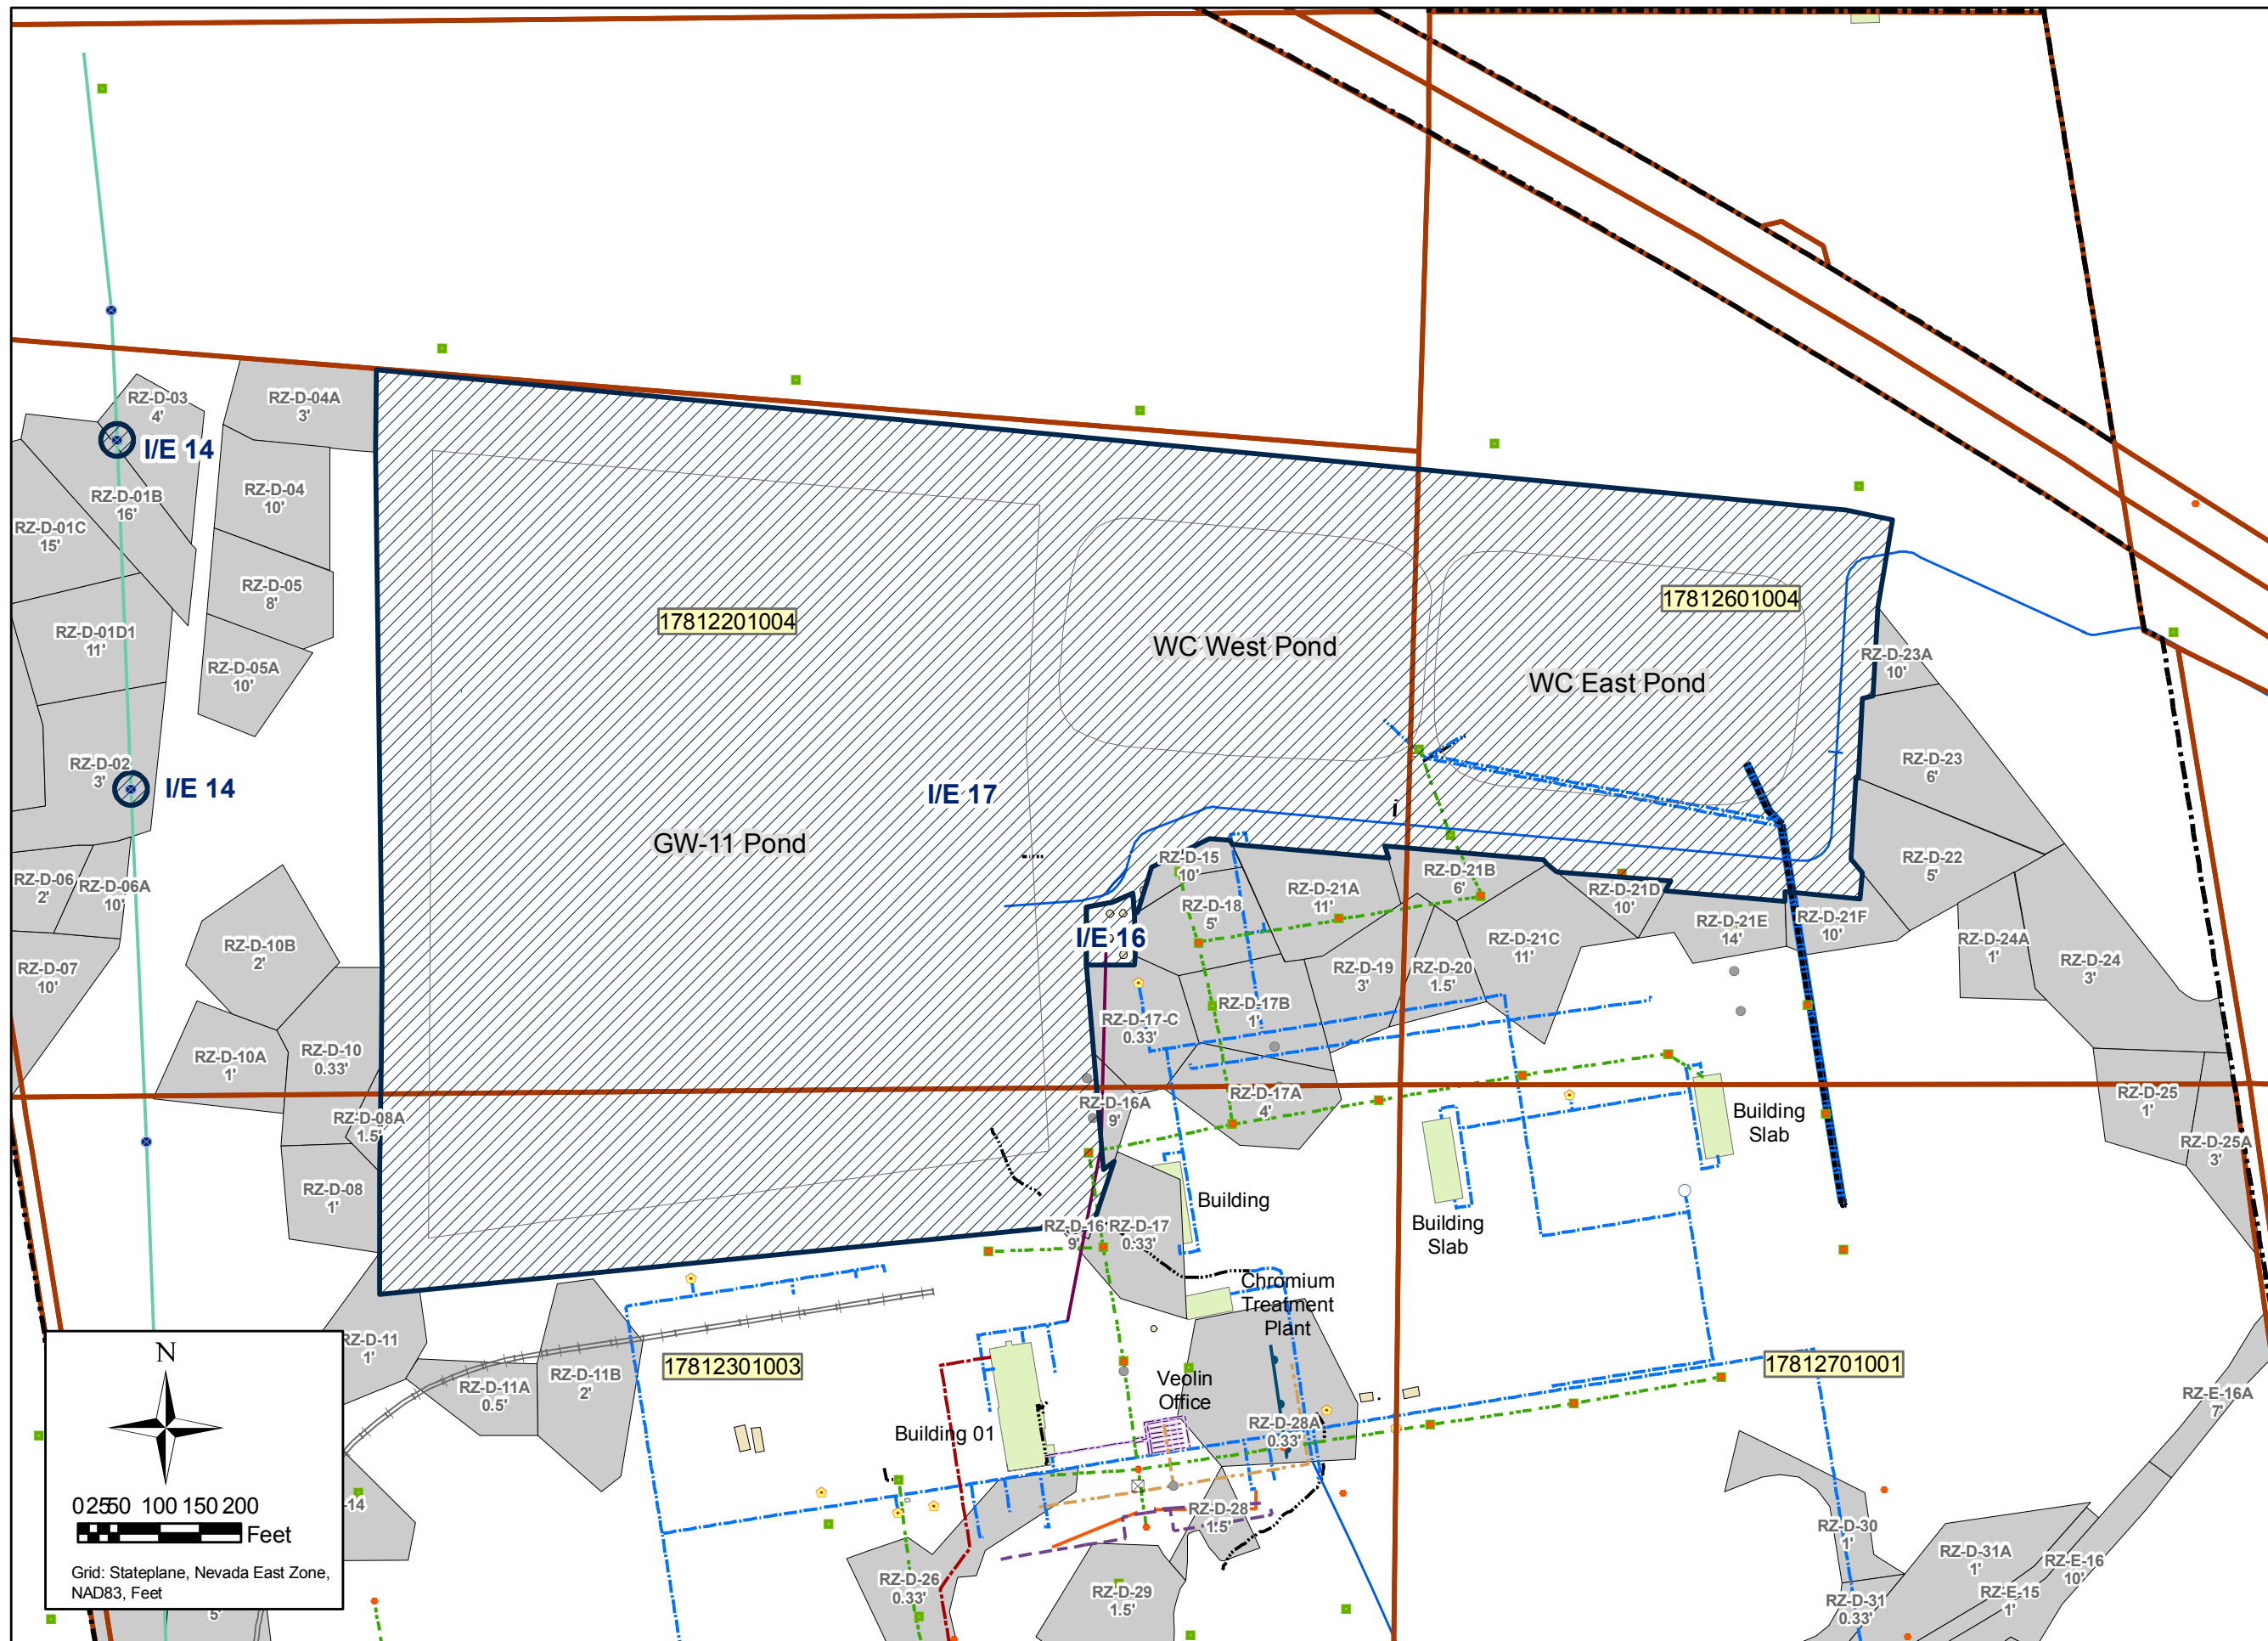 RZ-D-03
4'
RZ-D-04A
3'
I/E 14
RZ-D-01B
16'
RZ-D-04
10'
RZ-D-01C
15'
RZ-D-05
8'
17812201004
17812601004
RZ-D-01D1
11'
WC West Pond
RZ-D-05A
10'
WC East Pond
RZ-D-23A
10'
RZ-D-02
3'
I/E 14
I/E 17
RZ-D-23
6'
GW-11 Pond
RZ-D-15
10'
RZ-D-21B
6'
RZ-D-22
5'
RZ-D-06
2'
RZ-D-06A
10'
RZ-D-21A
11'
RZ-D-21D
10'
RZ-D-18
5'
RZ-D-21E
14'
RZ-D-21F
10'
RZ-D-10B
2'
I/E 16
RZ-D-21C
11'
RZ-D-24A
1'
RZ-D-07
10'
RZ-D-19
3'
RZ-D-20
1.5'
RZ-D-24
3'
RZ-D-17B
1'
RZ-D-17-C
0.33'
RZ-D-10A
1'
RZ-D-10
0.33'
RZ-D-17A
4'
RZ-D-25
1'
RZ-D-16A
9'
RZ-D-08A
1.5'
Building
Slab
RZ-D-25A
3'
RZ-D-08
1'
Building
RZ-D-16
9'
RZ-D-17
0.33'
Building
Slab
Chromium
Treatment
Plant
RZ-D-11
1'
17812301003
17812701001
RZ-D-11A
0.5'
RZ-D-11B
2'
Veolin
Office
RZ-E-16A
7'
Building 01
RZ-D-28A
0.33'
N
-14
0 25 50 100 150 200
Feet
Grid: Stateplane, Nevada East Zone,
NAD83, Feet
5'
RZ-D-28
1.5'
RZ-D-30
1'
RZ-D-31A
1'
RZ-E-16
10'
RZ-D-26
0.33'
RZ-D-29
1.5'
RZ-E-15
1'
RZ-D-31
0.33'